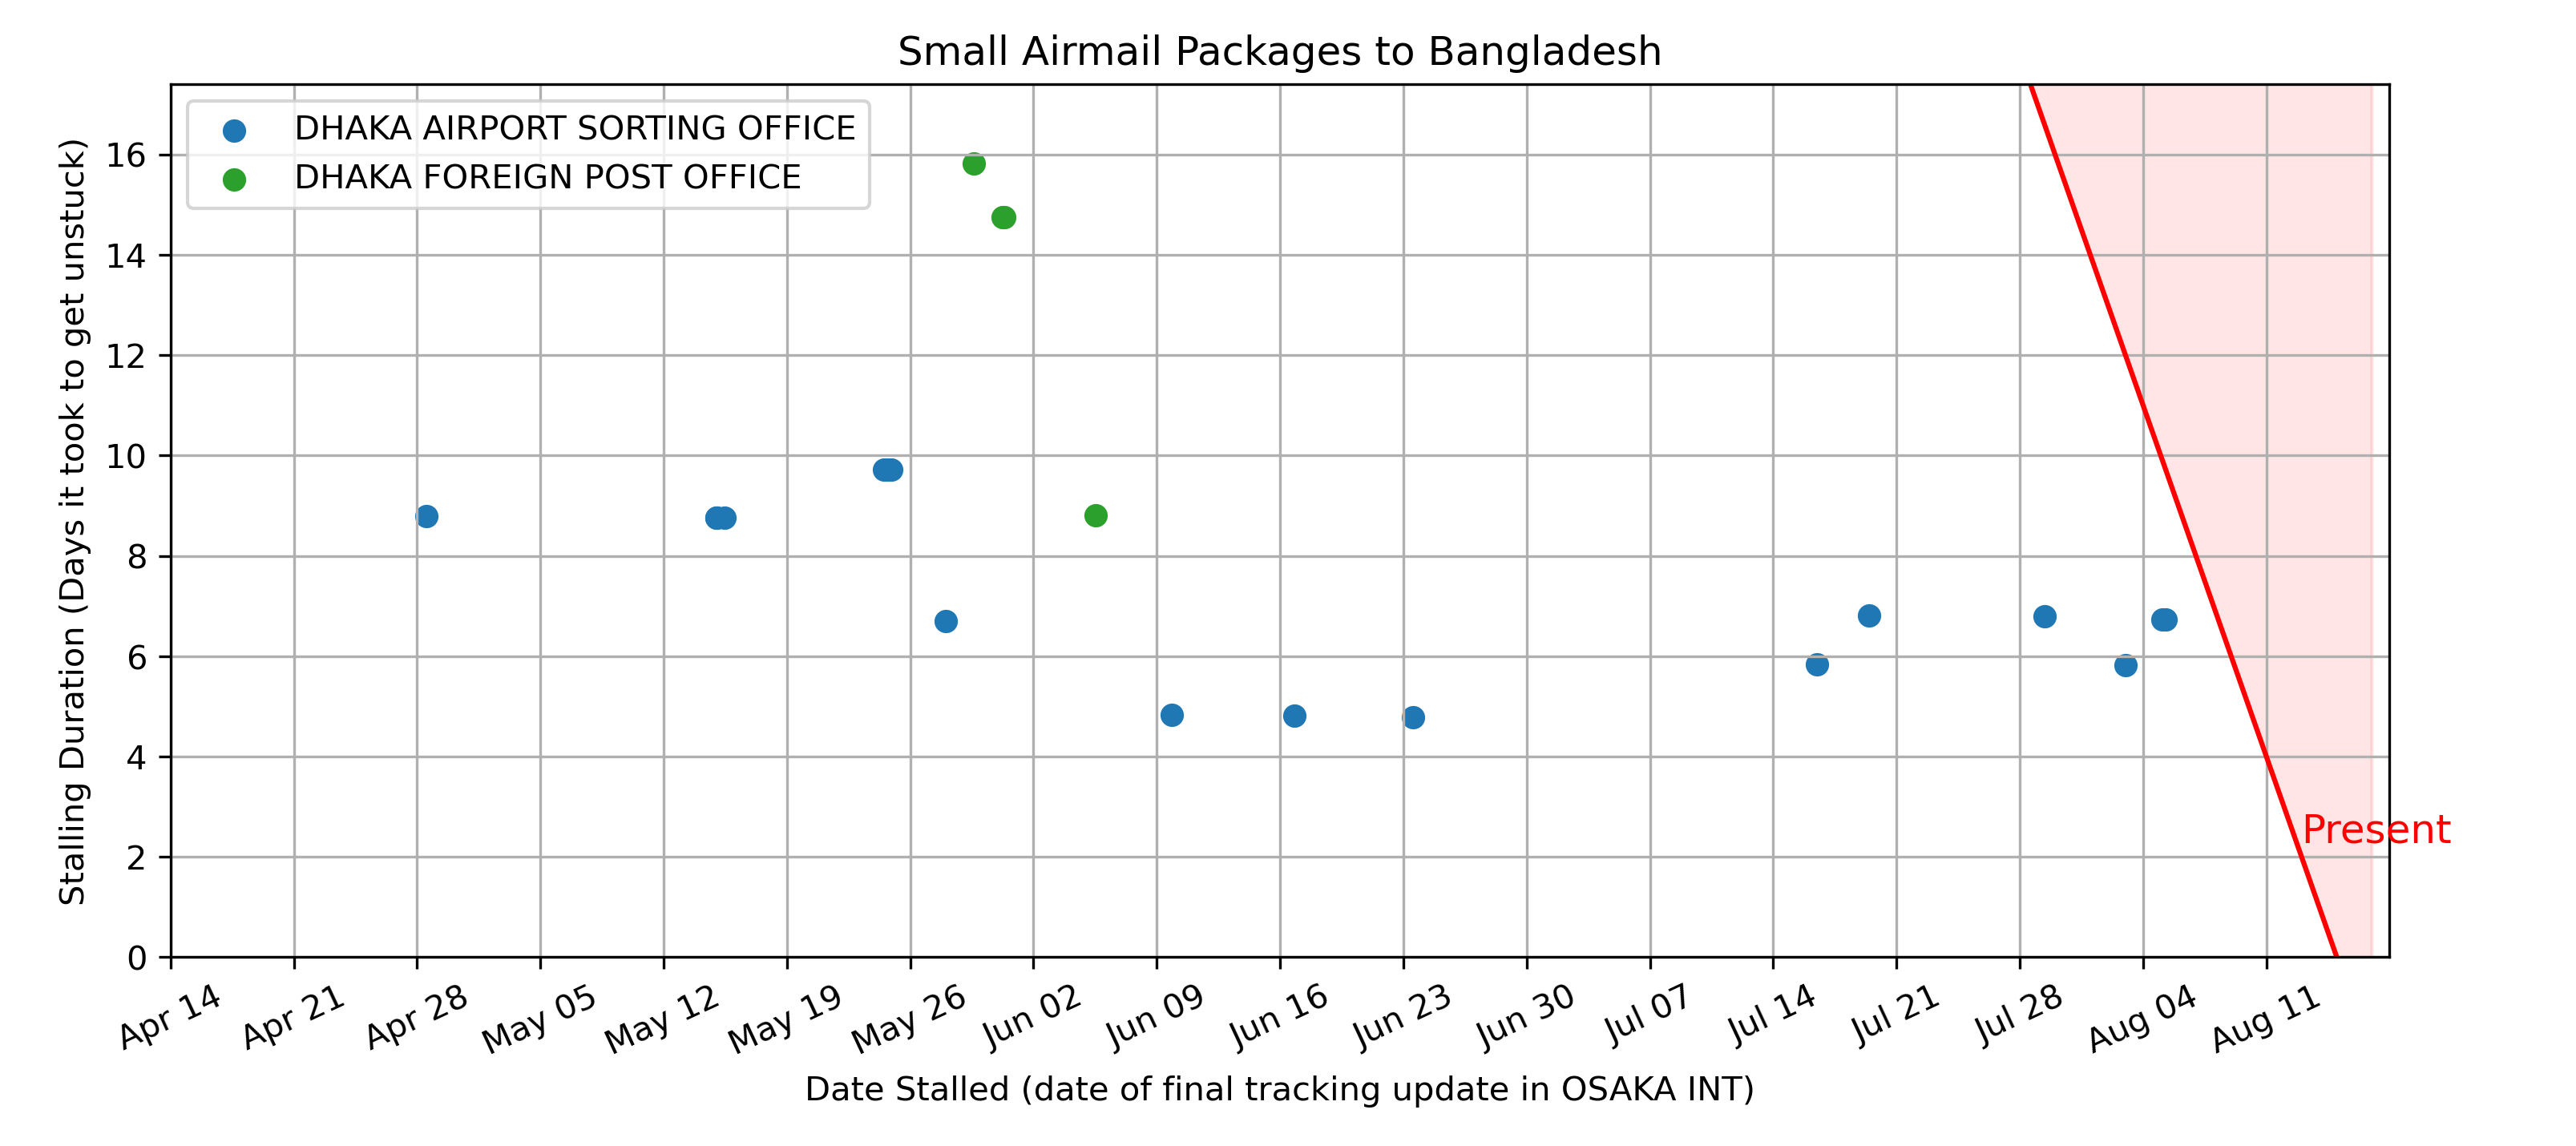 Small Airmail Packages to Bangladesh
DHAKA AIRPORT SORTING OFFICE
DHAKA FOREIGN POST OFFICE
Stalling Duration (Days it took to get unstuck)
16
14
12
10
8
6
4
2
0
Present
Apr 14
Apr 21
Apr 28
May 05
May 12
May 19
May 26
Jun 02
Jun 09
Jun 16
Jun 23
Jun 30
Jul 07
Jul 14
Jul 21
Jul 28
Aug 04
Aug 11
Date Stalled (date of final tracking update in OSAKA INT)